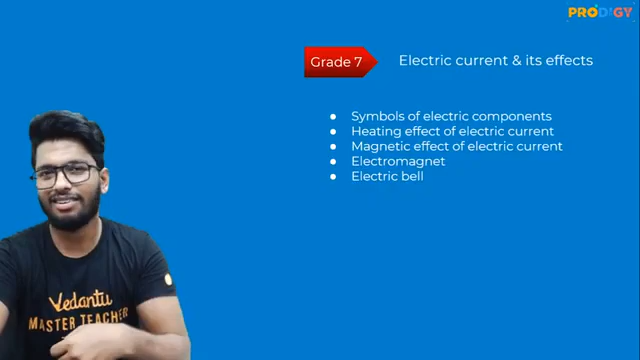 PRODIGY
Grade 7
Electric current & its effects
● Symbols of electric components
● Heating effect of electric current
● Magnetic effect of electric current
● Electromagnet
● Electric bell
Vedantu
MASTER TEACHER